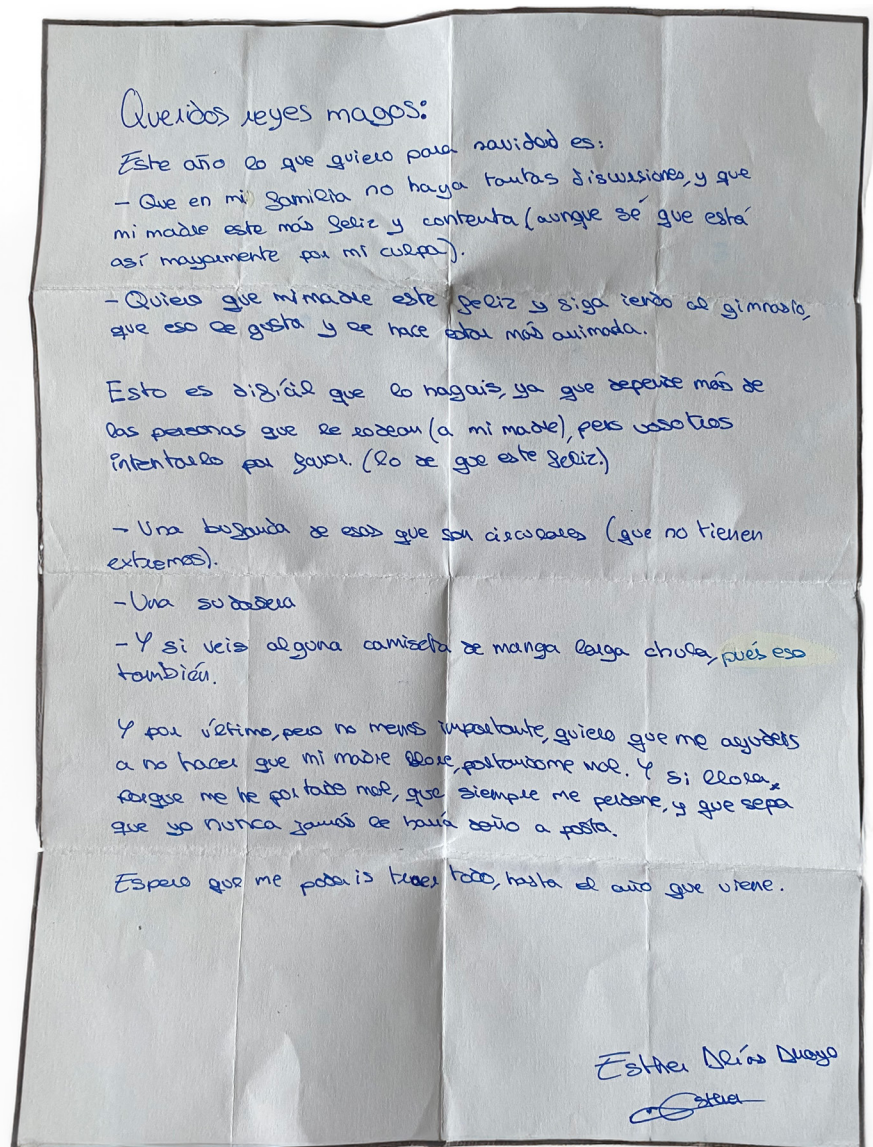 Queridos reyes magos:
Este año lo que quiero para navidad es:
- Que en mi familia no haya tantas discusiones, y que
mi madre este más feliz y contenta (aunque sé que está
así mayormente por mi culpa).
- Quiero que mi madre este feliz y siga iendo al gimnasio,
que eso le gusta y le hace estar más animada.
Esto es difícil que lo hagais, ya que depende más de
las personas que le rodean (a mi madre), pero vosotros
intentarlo por favor. (lo de que este feliz.)
- Una bufanda de esas que son circulares (que no tienen
extremos).
- Una sudadera
- Y si veis alguna camiseta de manga larga chula, pués eso
también.
Y por último, pero no menos importante, quiero que me ayudeis
a no hacer que mi madre llore, portandome mal. Y si llora,
porque me he portado mal, que siempre me perdone, y que sepa
que yo nunca jamás le haría daño a posta.
Espero que me podais traer todo, hasta el año que viene.
Esther
Esther